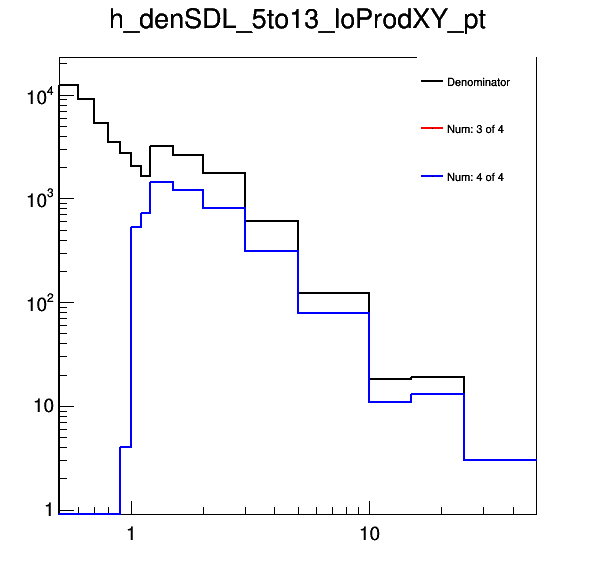 h_denSDL_5to13_loProdXY_pt
Denominator
Num: 3 of 4
Num: 4 of 4
10⁴
10³
10²
10
1
1 10